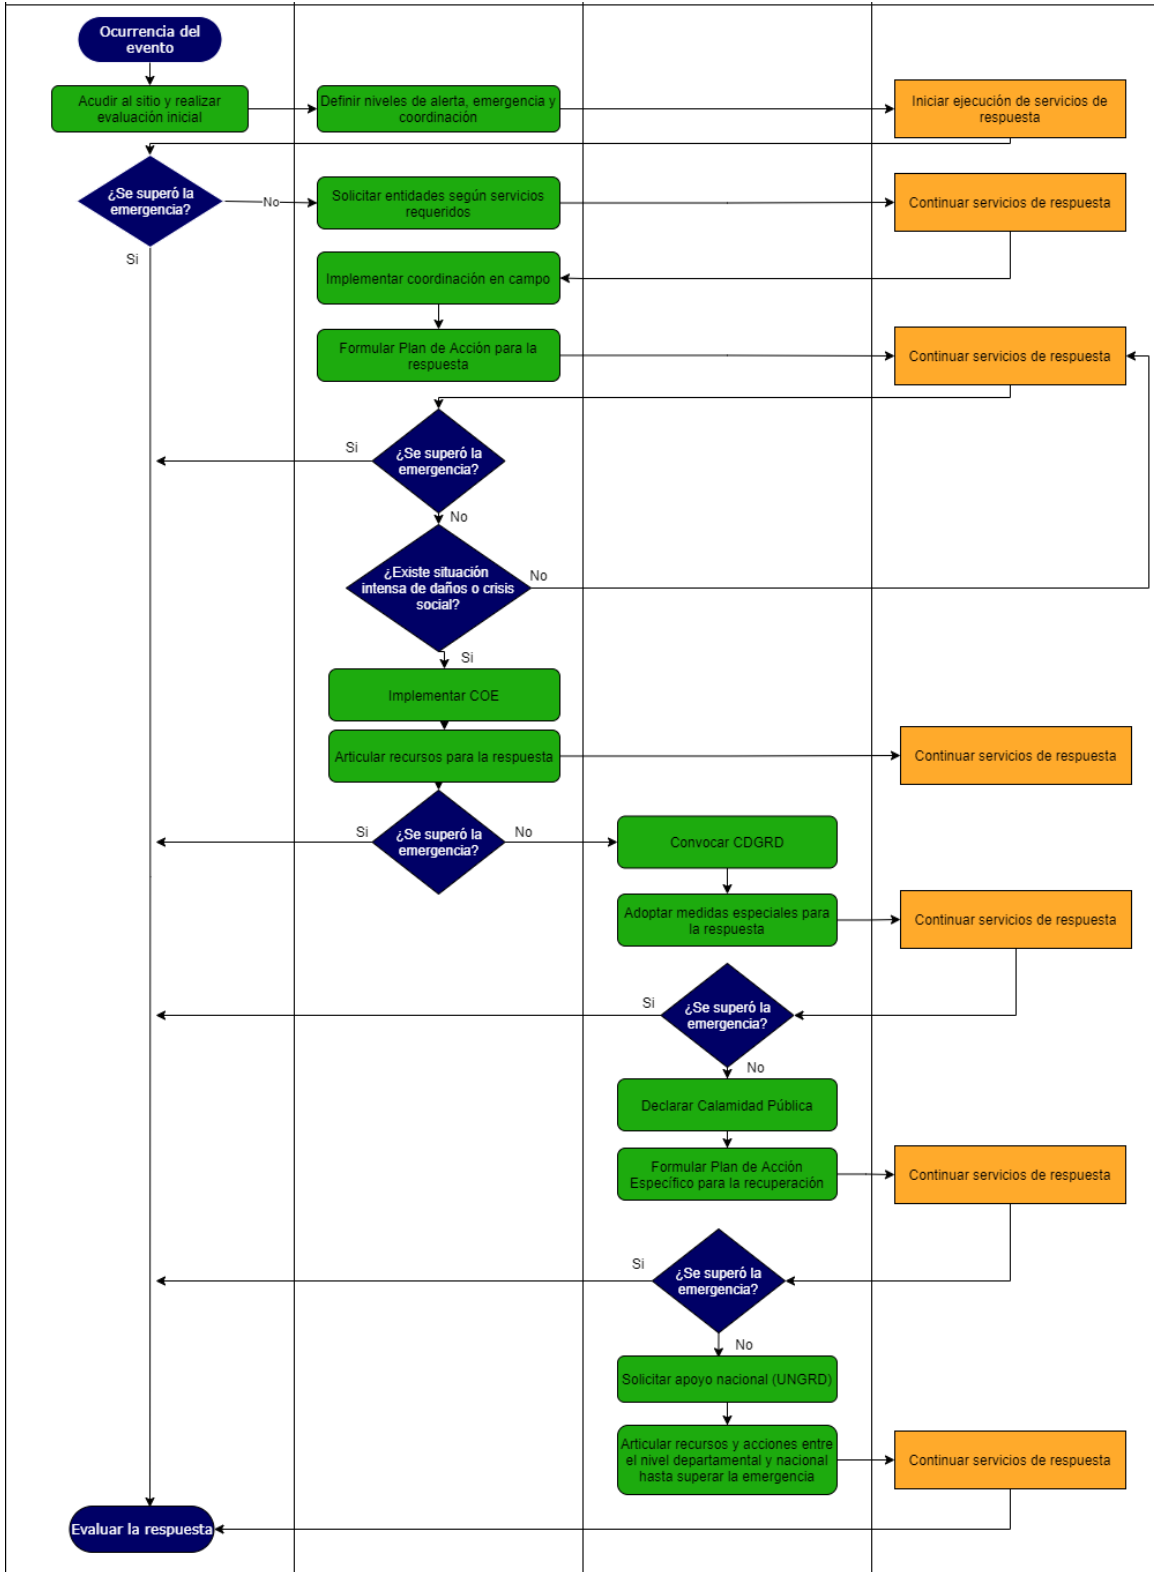 Ocurrencia del
evento
Acudir al sitio y realizar
evaluación inicial
Definir niveles de alerta, emergencia y
coordinación
Iniciar ejecución de servicios de
respuesta
¿Se superó la
emergencia?
No
Solicitar entidades según servicios
requeridos
Continuar servicios de respuesta
Si
Implementar coordinación en campo
Formular Plan de Acción para la
respuesta
Continuar servicios de respuesta
Si
¿Se superó la
emergencia?
No
¿Existe situación
intensa de daños o crisis
social?
No
Si
Implementar COE
Articular recursos para la respuesta
Continuar servicios de respuesta
Si
¿Se superó la
emergencia?
No
Convocar CDGRD
Adoptar medidas especiales para
la respuesta
Continuar servicios de respuesta
Si
¿Se superó la
emergencia?
No
Declarar Calamidad Pública
Formular Plan de Acción
Específico para la recuperación
Continuar servicios de respuesta
Si
¿Se superó la
emergencia?
No
Solicitar apoyo nacional (UNGRD)
Articular recursos y acciones entre
el nivel departamental y nacional
hasta superar la emergencia
Continuar servicios de respuesta
Evaluar la respuesta